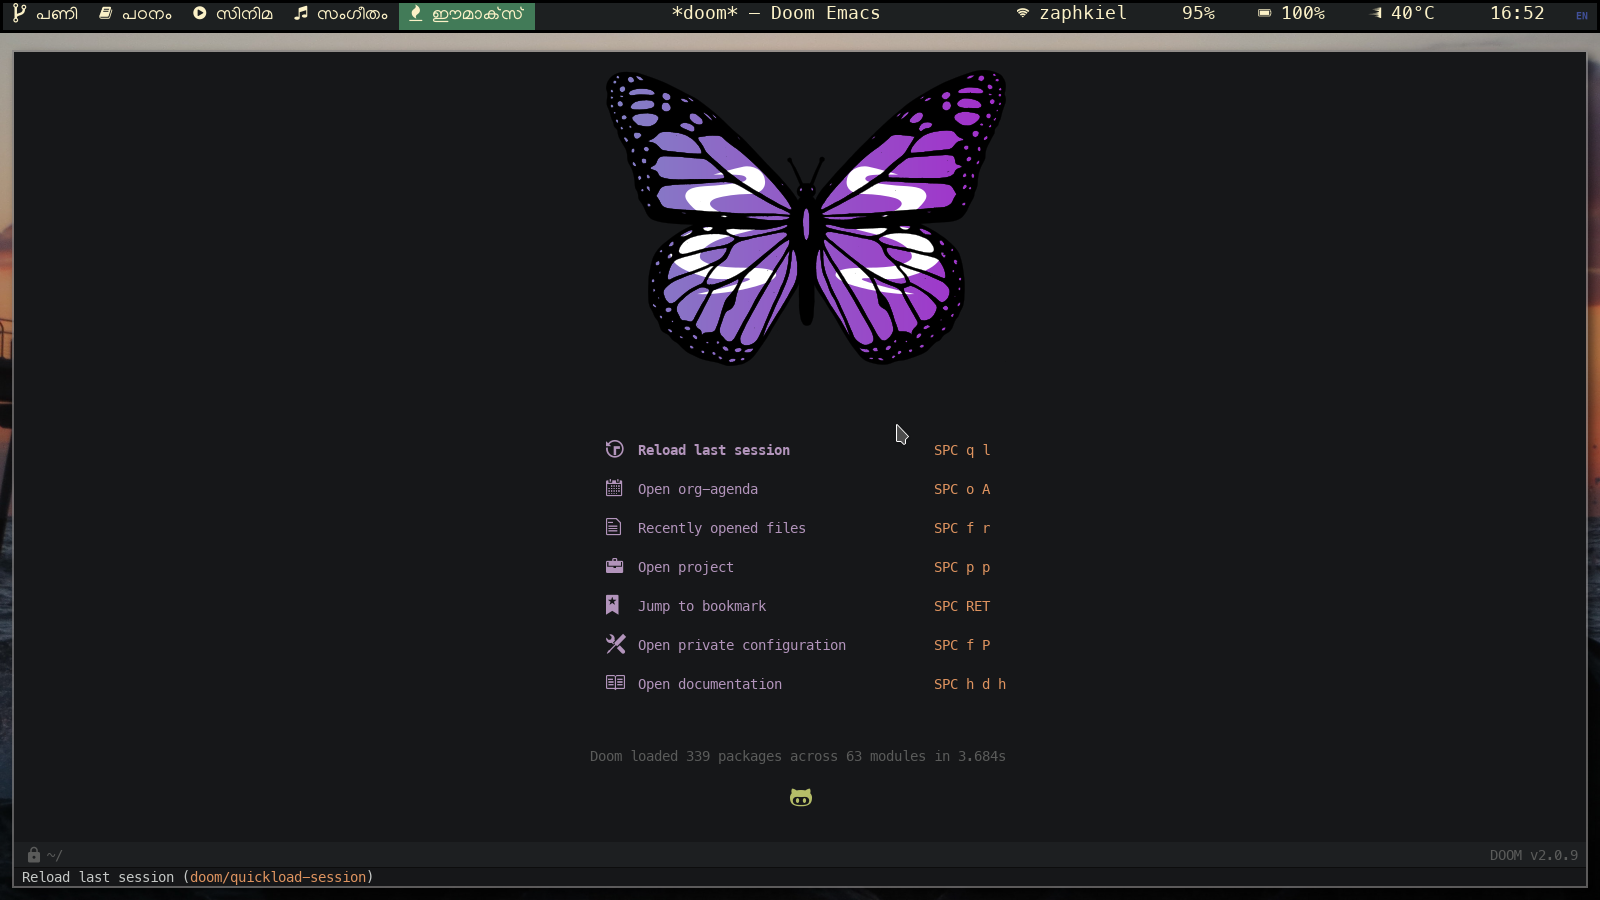 പണി പഠനം സിനിമ സംഗീതം ഈമാക്സ് *doom* – Doom Emacs zaphkiel 95% 100% 40°C 16:52 EN
Reload last session SPC q l
Open org-agenda SPC o A
Recently opened files SPC f r
Open project SPC p p
Jump to bookmark SPC RET
Open private configuration SPC f P
Open documentation SPC h d h
Doom loaded 339 packages across 63 modules in 3.684s
~/ DOOM v2.0.9
Reload last session (doom/quickload-session)